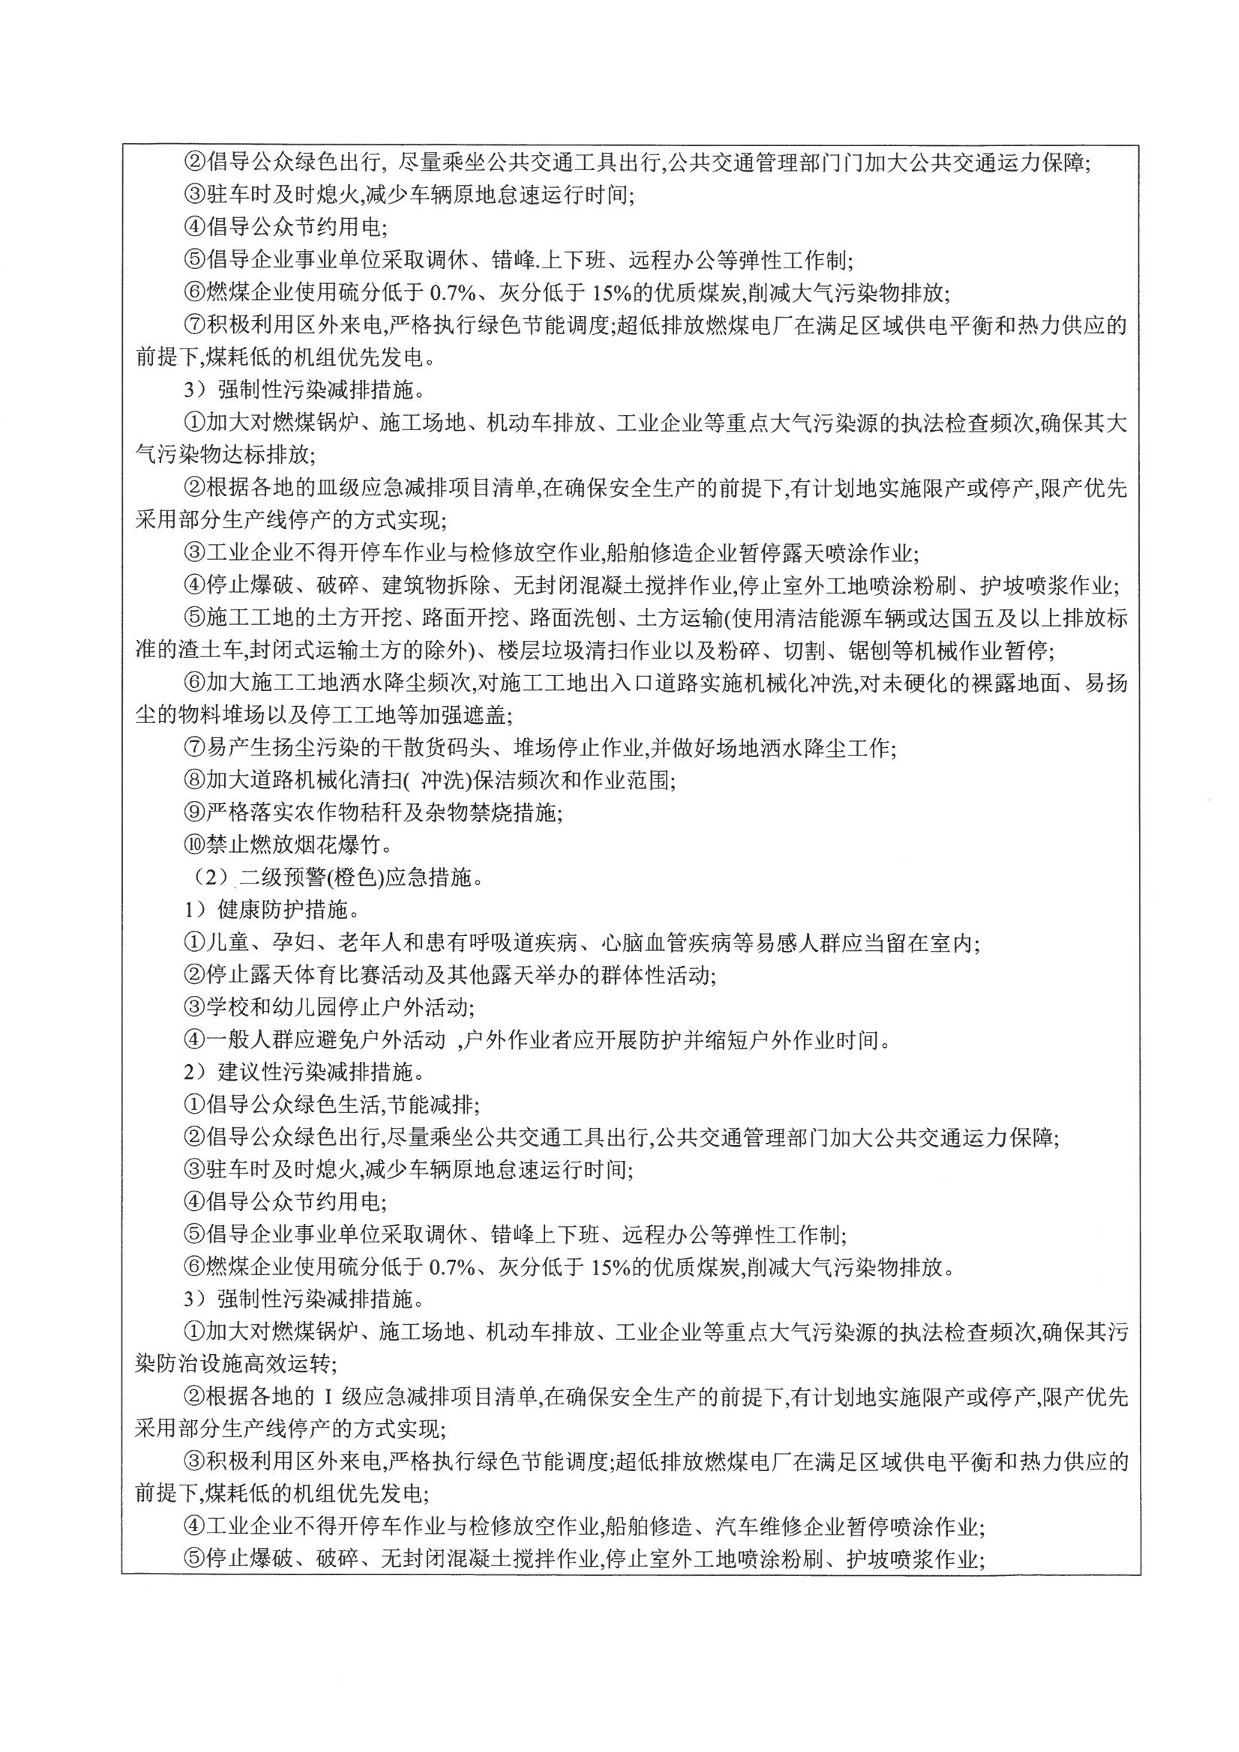 ②倡导公众绿色出行, 尽量乘坐公共交通工具出行,公共交通管理部门门加大公共交通运力保障;
③驻车时及时熄火,减少车辆原地怠速运行时间;
④倡导公众节约用电;
⑤倡导企业事业单位采取调休、错峰.上下班、远程办公等弹性工作制;
⑥燃煤企业使用硫分低于 0.7%、灰分低于 15%的优质煤炭,削减大气污染物排放;
⑦积极利用区外来电,严格执行绿色节能调度;超低排放燃煤电厂在满足区域供电平衡和热力供应的
前提下,煤耗低的机组优先发电。
3）强制性污染减排措施。
①加大对燃煤锅炉、施工场地、机动车排放、工业企业等重点大气污染源的执法检查频次,确保其大
气污染物达标排放;
②根据各地的皿级应急减排项目清单,在确保安全生产的前提下,有计划地实施限产或停产,限产优先
采用部分生产线停产的方式实现;
③工业企业不得开停车作业与检修放空作业,船舶修造企业暂停露天喷涂作业;
④停止爆破、破碎、建筑物拆除、无封闭混凝土搅拌作业,停止室外工地喷涂粉刷、护坡喷浆作业;
⑤施工工地的土方开挖、路面开挖、路面洗刨、土方运输(使用清洁能源车辆或达国五及以上排放标
准的渣土车,封闭式运输土方的除外)、楼层垃圾清扫作业以及粉碎、切割、锯刨等机械作业暂停;
⑥加大施工工地洒水降尘频次,对施工工地出入口道路实施机械化冲洗,对未硬化的裸露地面、易扬
尘的物料堆场以及停工工地等加强遮盖;
⑦易产生扬尘污染的干散货码头、堆场停止作业,并做好场地洒水降尘工作;
⑧加大道路机械化清扫( 冲洗)保洁频次和作业范围;
⑨严格落实农作物秸秆及杂物禁烧措施;
⑩禁止燃放烟花爆竹。
（2）二级预警(橙色)应急措施。
1）健康防护措施。
①儿童、孕妇、老年人和患有呼吸道疾病、心脑血管疾病等易感人群应当留在室内;
②停止露天体育比赛活动及其他露天举办的群体性活动;
③学校和幼儿园停止户外活动;
④一般人群应避免户外活动 ,户外作业者应开展防护并缩短户外作业时间。
2）建议性污染减排措施。
①倡导公众绿色生活,节能减排;
②倡导公众绿色出行,尽量乘坐公共交通工具出行,公共交通管理部门加大公共交通运力保障;
③驻车时及时熄火,减少车辆原地怠速运行时间;
④倡导公众节约用电;
⑤倡导企业事业单位采取调休、错峰上下班、远程办公等弹性工作制;
⑥燃煤企业使用硫分低于 0.7%、灰分低于 15%的优质煤炭,削减大气污染物排放。
3）强制性污染减排措施。
①加大对燃煤锅炉、施工场地、机动车排放、工业企业等重点大气污染源的执法检查频次,确保其污
染防治设施高效运转;
②根据各地的 I 级应急减排项目清单,在确保安全生产的前提下,有计划地实施限产或停产,限产优先
采用部分生产线停产的方式实现;
③积极利用区外来电,严格执行绿色节能调度;超低排放燃煤电厂在满足区域供电平衡和热力供应的
前提下,煤耗低的机组优先发电;
④工业企业不得开停车作业与检修放空作业,船舶修造、汽车维修企业暂停喷涂作业;
⑤停止爆破、破碎、无封闭混凝土搅拌作业,停止室外工地喷涂粉刷、护坡喷浆作业;